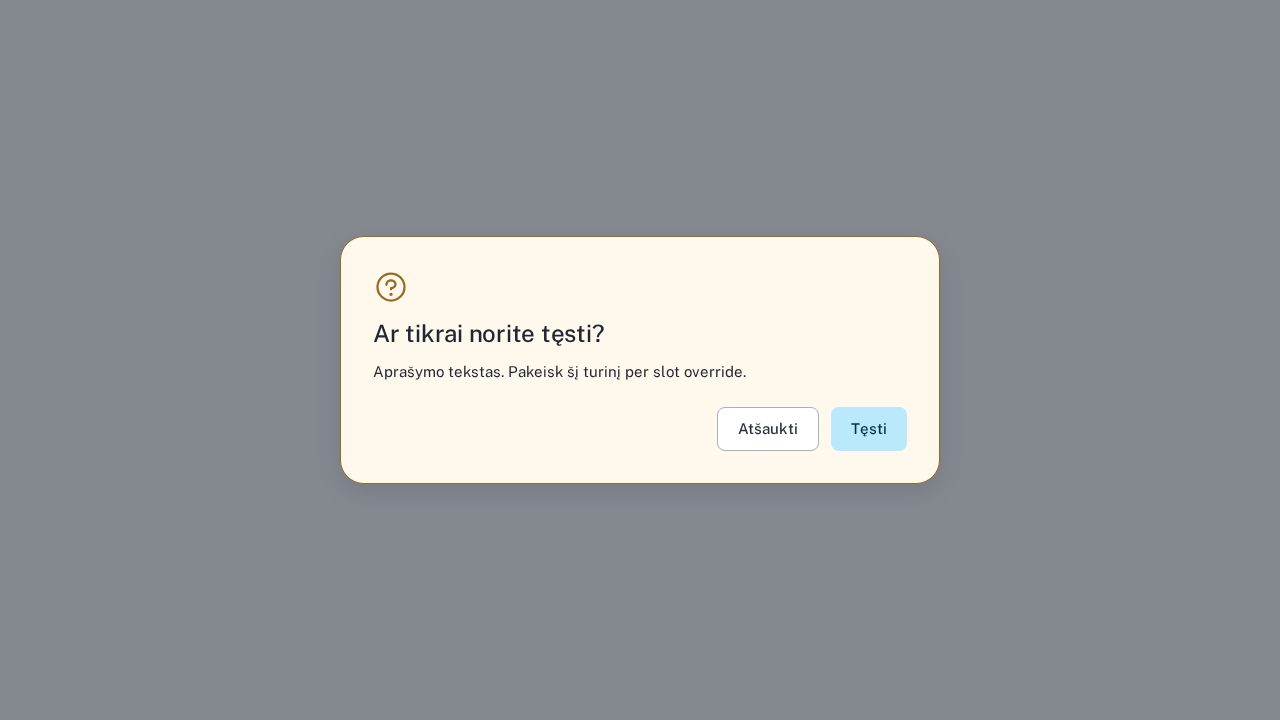 Ar tikrai norite tęsti?
Aprašymo tekstas. Pakeisk šį turinį per slot override.
Atšaukti
Tęsti